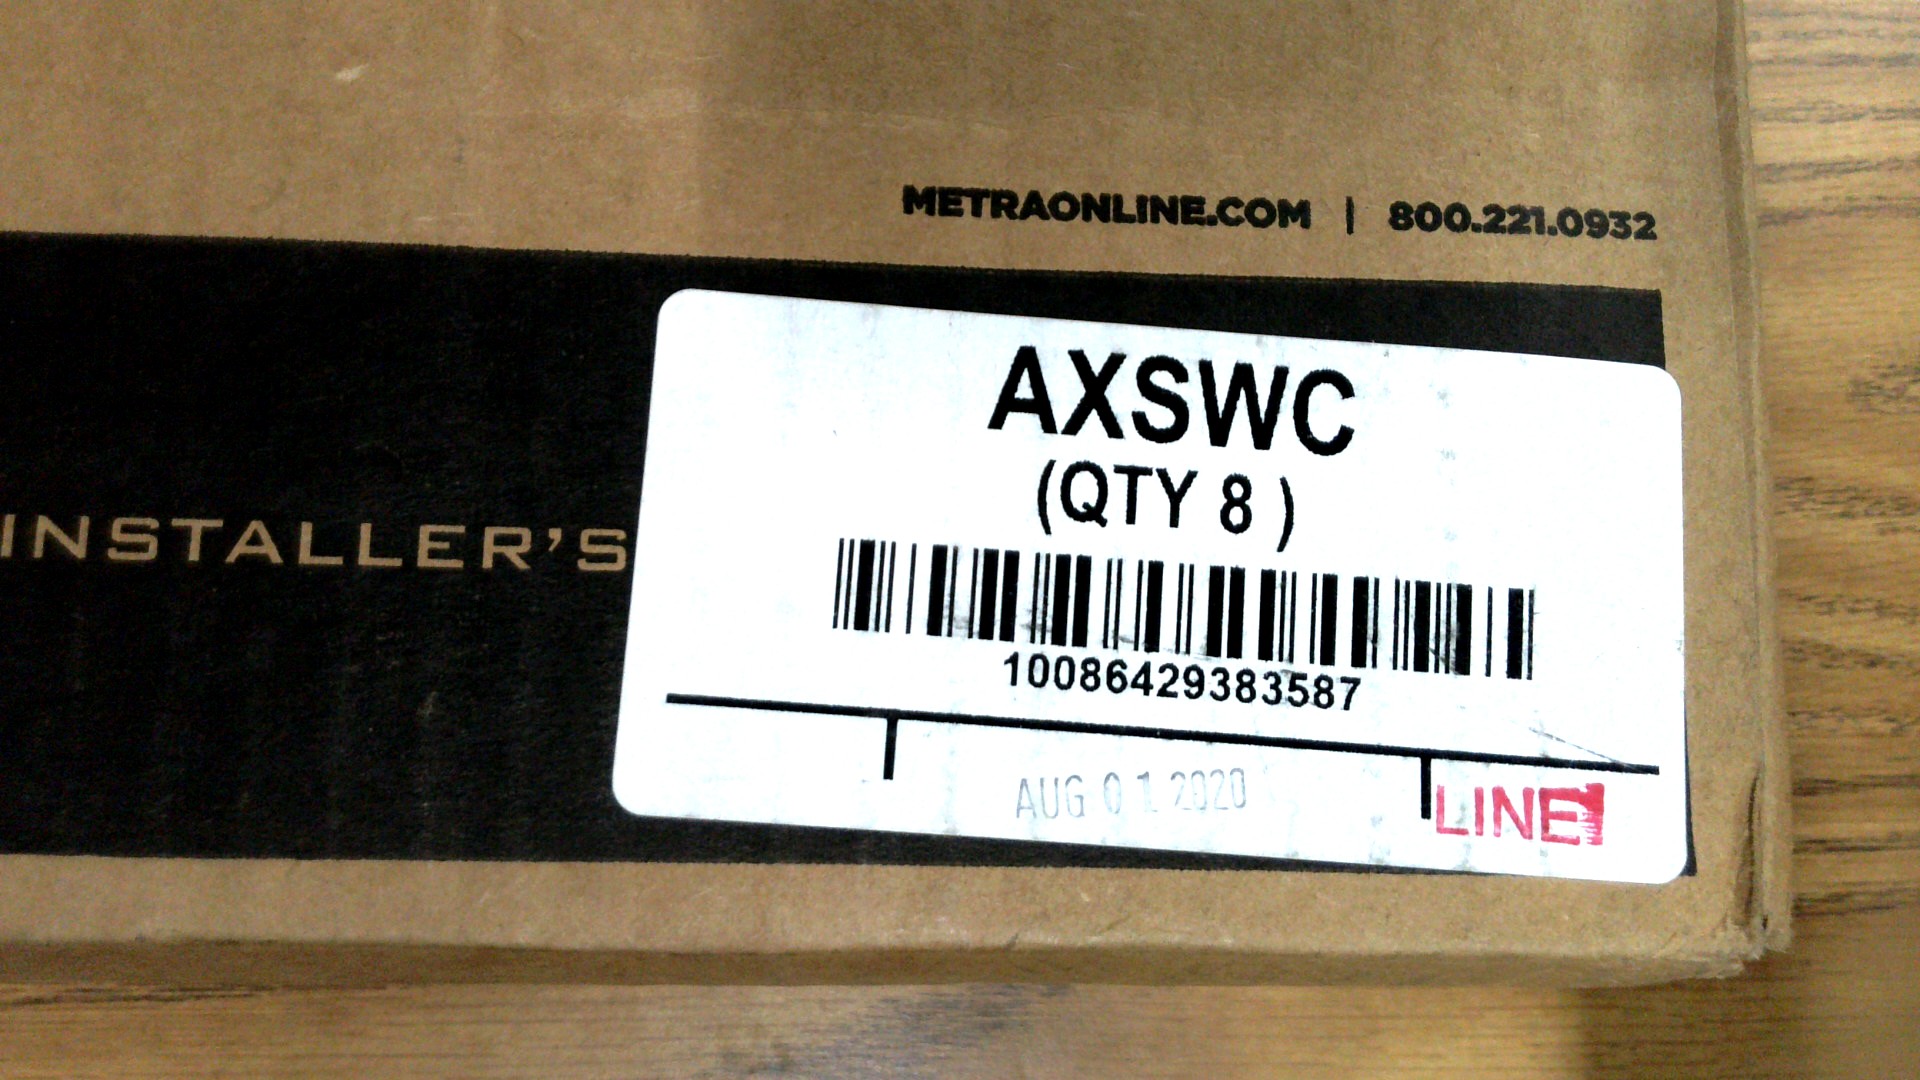 METRAONLINE.COM | 800.221.0932
AXSWC
(QTY 8 )
INSTALLER'S
10086429383587
AUG 01 2020
LINE